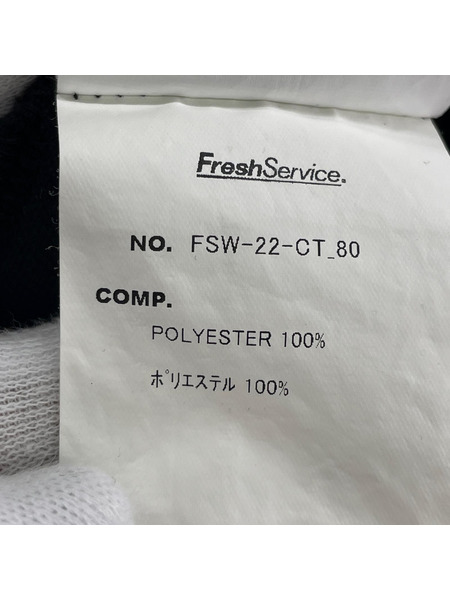 FreshService.
NO. FSW-22-CT_80
COMP.
POLYESTER 100%
ﾎﾟﾘｴｽﾃﾙ 100%